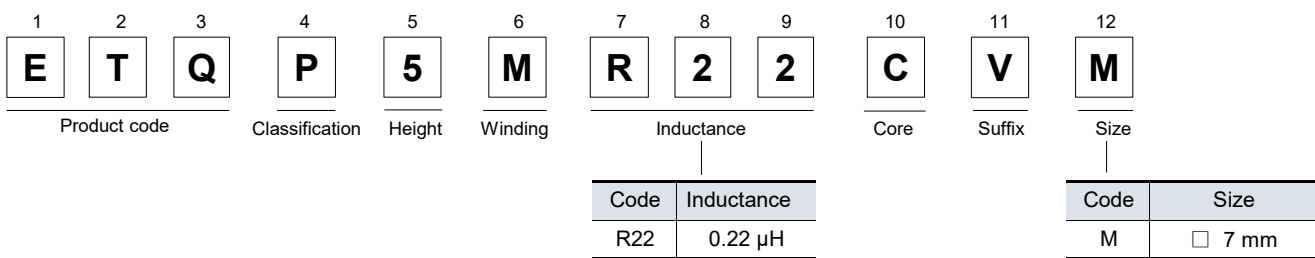 1 2 3 4 5 6 7 8 9 10 11 12
E T Q P 5 M R 2 2 C V M
Product code Classification Height Winding Inductance Core Suffix Size
Code Inductance Code Size
R22 0.22 μH M □ 7 mm